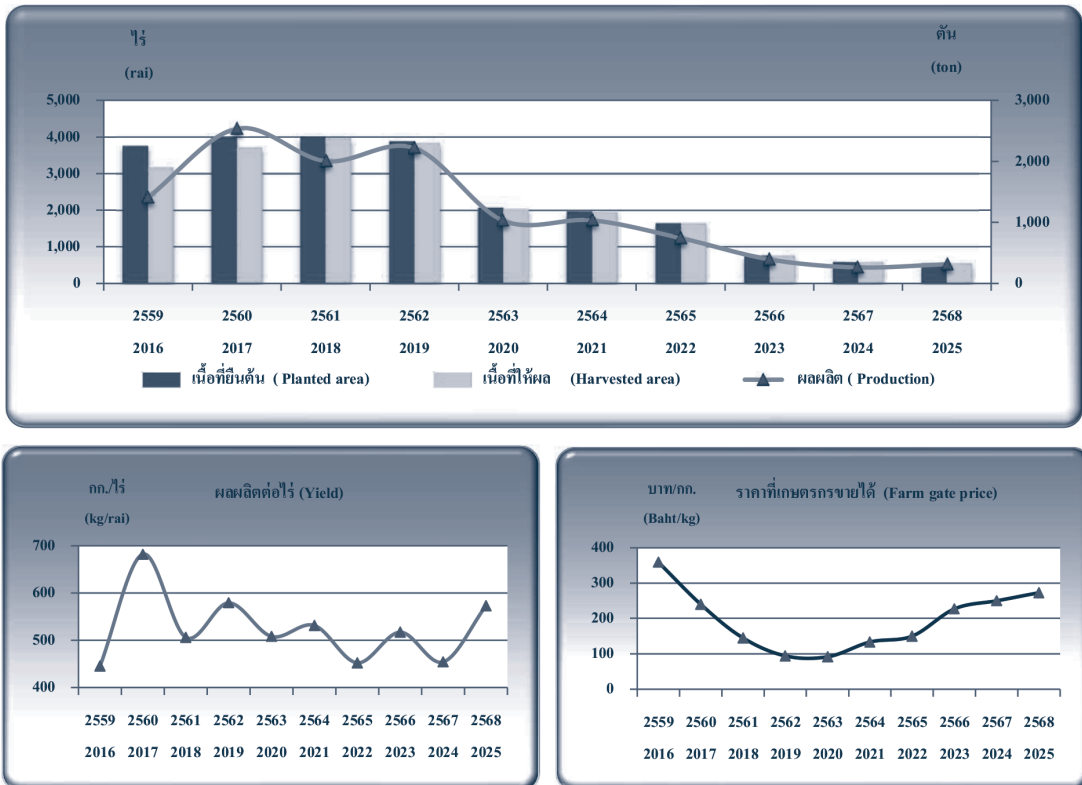 ไร่ ตัน
(rai) (ton)
5,000 3,000
4,000
3,000 2,000
2,000
1,000 1,000
0 0
2559 2560 2561 2562 2563 2564 2565 2566 2567 2568
2016 2017 2018 2019 2020 2021 2022 2023 2024 2025
เนื้อที่ยืนต้น ( Planted area) เนื้อที่ให้ผล (Harvested area) ผลผลิต ( Production)
กก./ไร่ ผลผลิตต่อไร่ (Yield)
(kg/rai)
700
600
500
400
2559 2560 2561 2562 2563 2564 2565 2566 2567 2568
2016 2017 2018 2019 2020 2021 2022 2023 2024 2025
บาท/กก. ราคาที่เกษตรกรขายได้ (Farm gate price)
(Baht/kg)
400
300
200
100
0
2559 2560 2561 2562 2563 2564 2565 2566 2567 2568
2016 2017 2018 2019 2020 2021 2022 2023 2024 2025